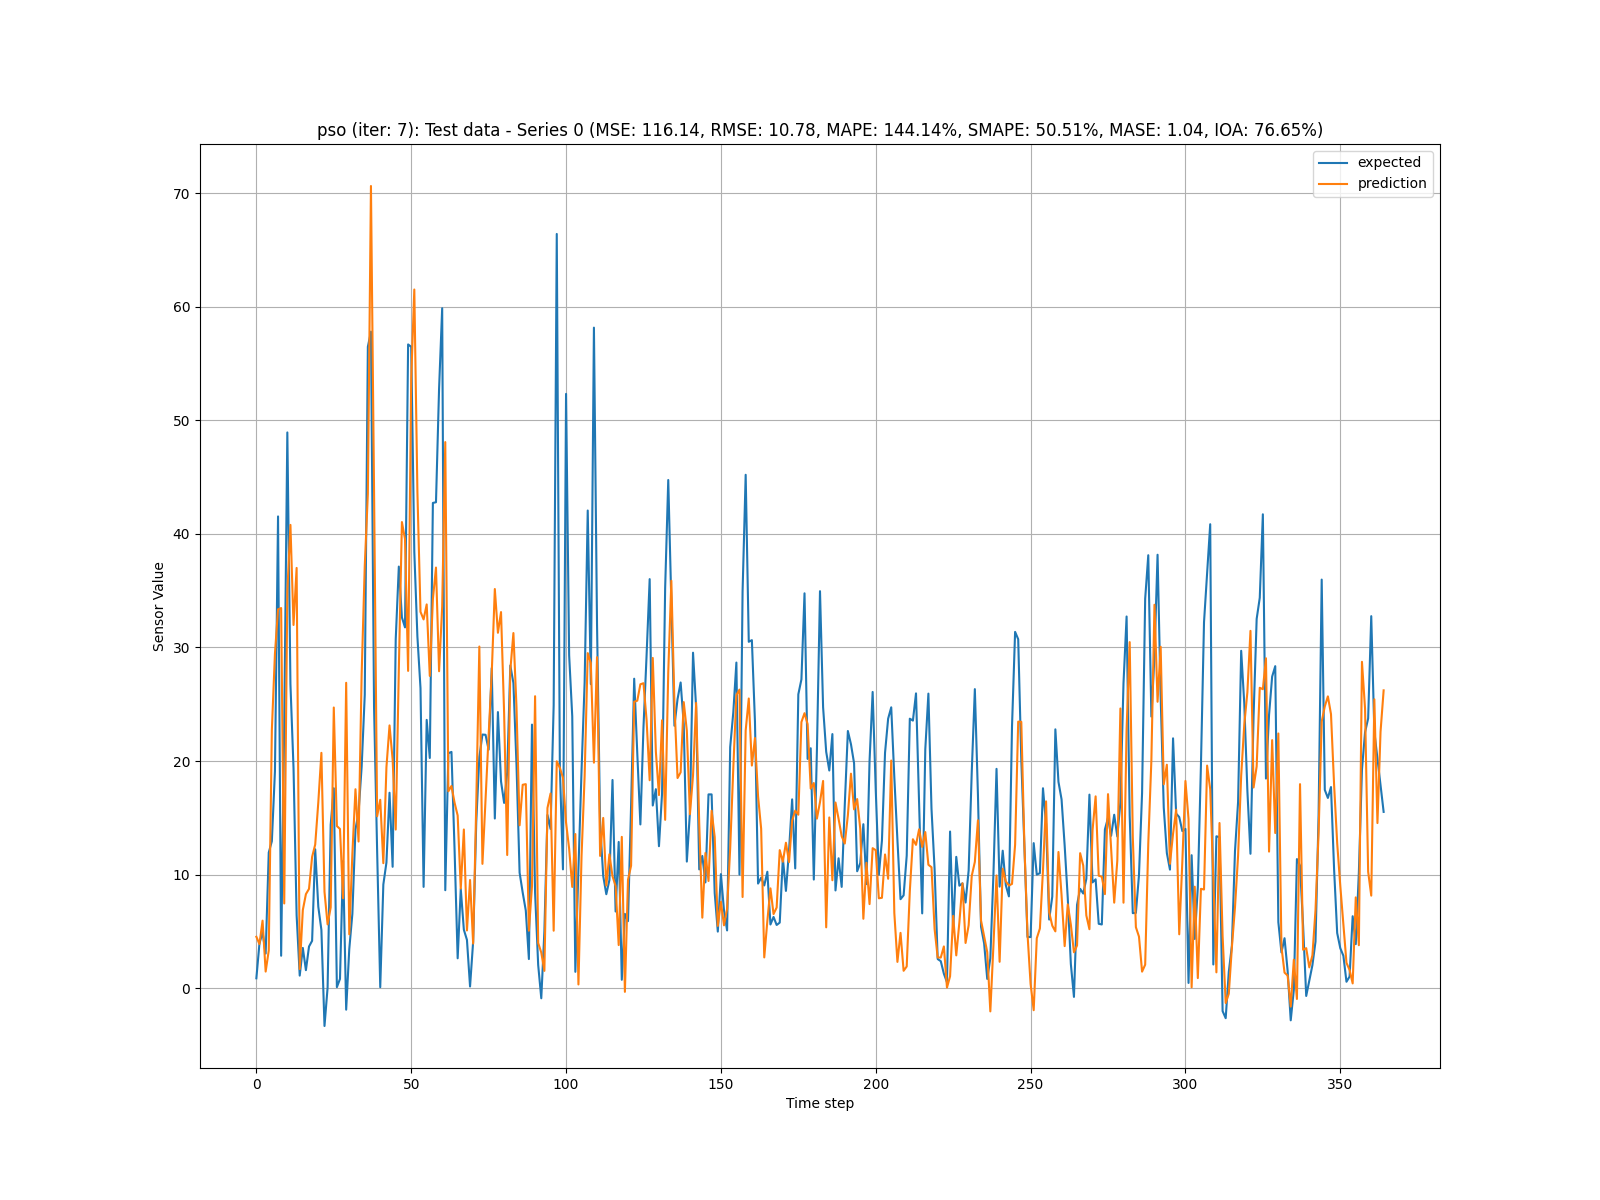 pso (iter: 7): Test data - Series 0 (MSE: 116.14, RMSE: 10.78, MAPE: 144.14%, SMAPE: 50.51%, MASE: 1.04, IOA: 76.65%)
expected
prediction
70
60
50
40
30
20
10
0
Sensor Value
0 50 100 150 200 250 300 350
Time step